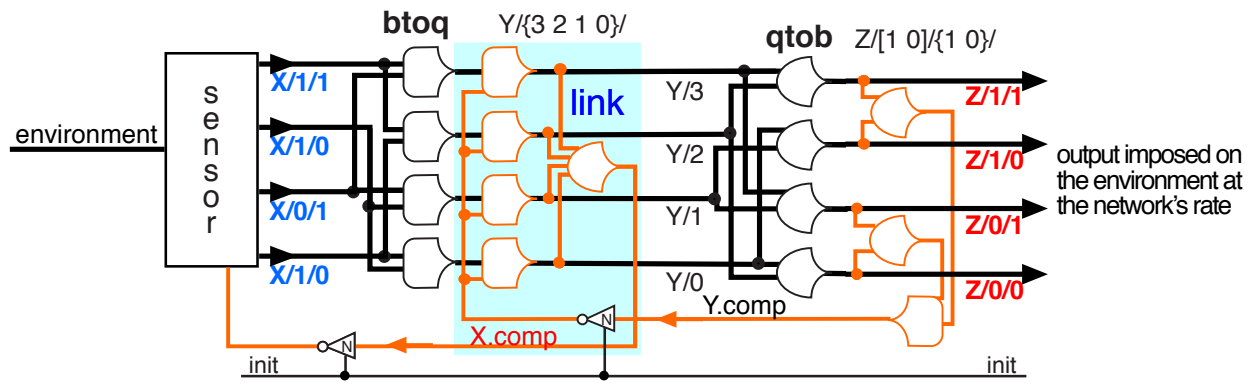 btoq
Y/{3 2 1 0}/
qtob
Z/[1 0]/{1 0}/
sensor
environment
X/1/1
X/1/0
X/0/1
X/1/0
link
Y/3
Y/2
Y/1
Y/0
Z/1/1
Z/1/0
Z/0/1
Z/0/0
output imposed on
the environment at
the network's rate
Y.comp
X.comp
N
N
init
init